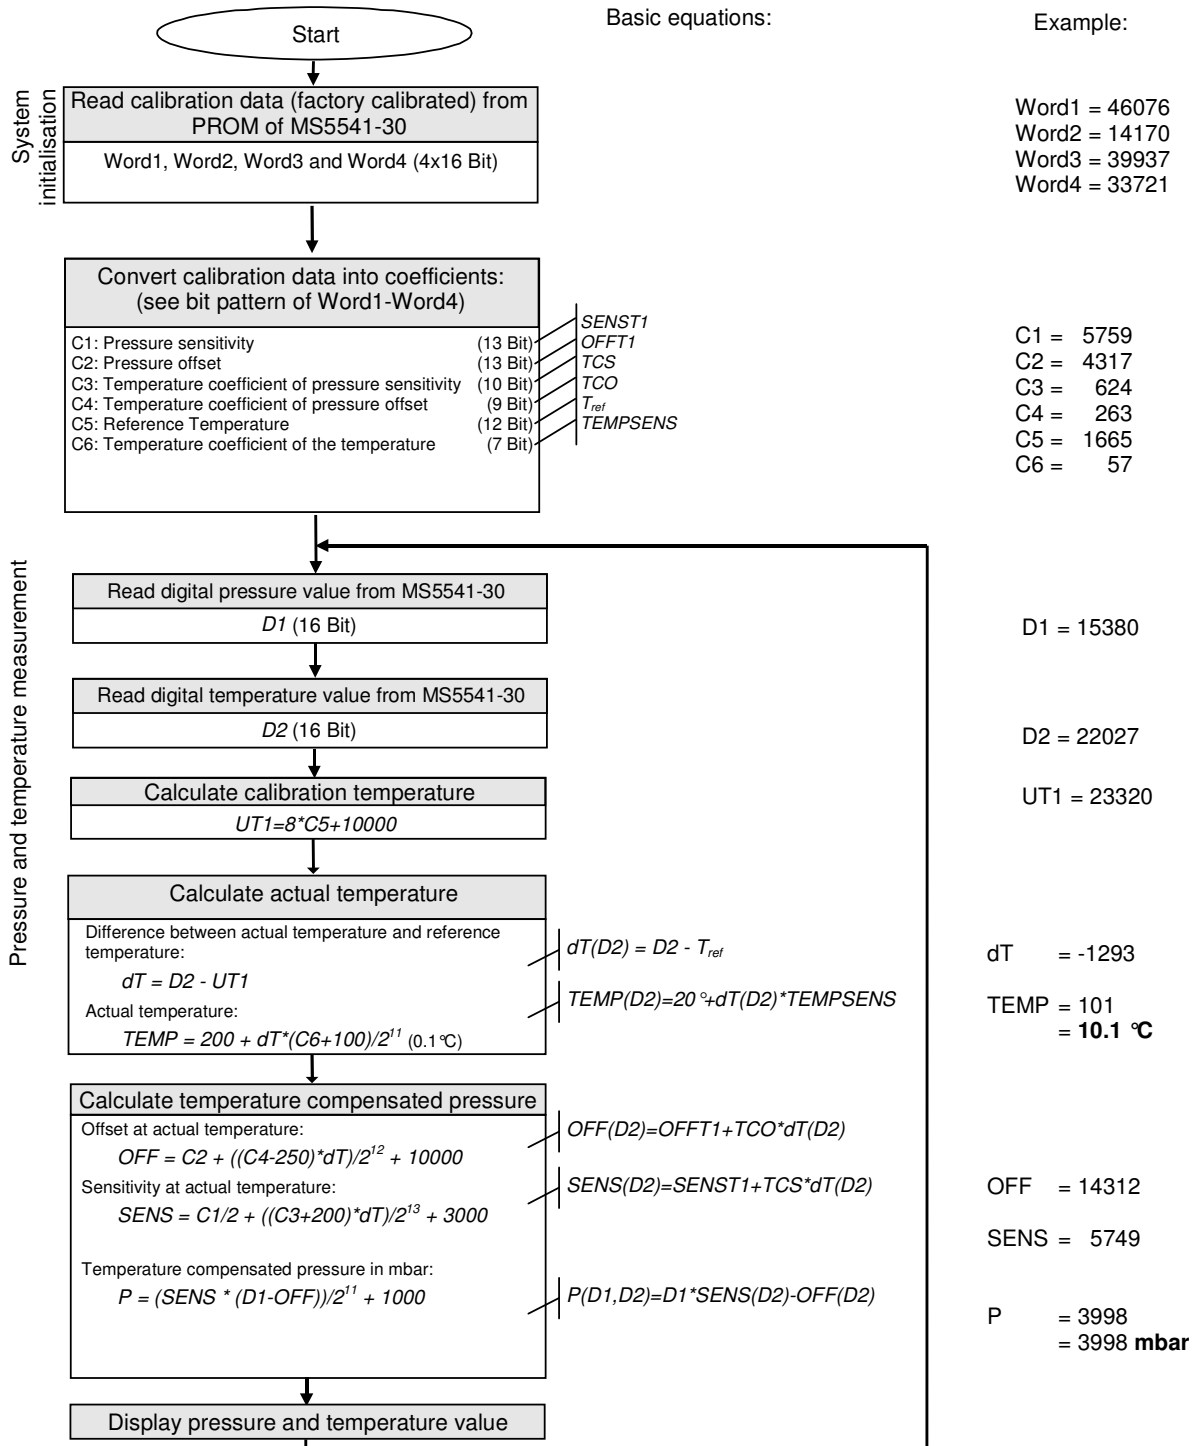 Start
Basic equations:
Example:
System
initialisation
Read calibration data (factory calibrated) from
PROM of MS5541-30
Word1, Word2, Word3 and Word4 (4x16 Bit)
Word1 = 46076
Word2 = 14170
Word3 = 39937
Word4 = 33721
Convert calibration data into coefficients:
(see bit pattern of Word1-Word4)
C1: Pressure sensitivity (13 Bit) SENST1
C2: Pressure offset (13 Bit) OFFT1
C3: Temperature coefficient of pressure sensitivity (10 Bit) TCS
C4: Temperature coefficient of pressure offset (9 Bit) TCO
C5: Reference Temperature (12 Bit) Tref
C6: Temperature coefficient of the temperature (7 Bit) TEMPSENS
C1 = 5759
C2 = 4317
C3 = 624
C4 = 263
C5 = 1665
C6 = 57
Pressure and temperature measurement
Read digital pressure value from MS5541-30
D1 (16 Bit)
D1 = 15380
Read digital temperature value from MS5541-30
D2 (16 Bit)
D2 = 22027
Calculate calibration temperature
UT1=8*C5+10000
UT1 = 23320
Calculate actual temperature
Difference between actual temperature and reference
temperature:
dT = D2 - UT1
dT(D2) = D2 - Tref
dT = -1293
Actual temperature:
TEMP = 200 + dT*(C6+100)/2^11 (0.1°C)
TEMP(D2)=20°+dT(D2)*TEMPSENS
TEMP = 101
= 10.1 °C
Calculate temperature compensated pressure
Offset at actual temperature:
OFF = C2 + ((C4-250)*dT)/2^12 + 10000
OFF(D2)=OFFT1+TCO*dT(D2)
OFF = 14312
Sensitivity at actual temperature:
SENS = C1/2 + ((C3+200)*dT)/2^13 + 3000
SENS(D2)=SENST1+TCS*dT(D2)
SENS = 5749
Temperature compensated pressure in mbar:
P = (SENS * (D1-OFF))/2^11 + 1000
P(D1,D2)=D1*SENS(D2)-OFF(D2)
P = 3998
= 3998 mbar
Display pressure and temperature value